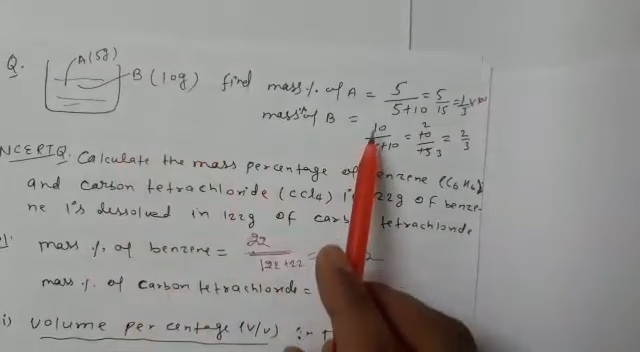 Q. A(5g) B(10g) find mass% of A = 5/5+10 = 5/15 = 1/3 x100
mass% of B = 10/5+10 = 10/15 = 2/3
NCERT Q. Calculate the mass percentage of benzene (C6H6)
and carbon tetrachloride (CCl4) if 22g of benze-
ne is dissolved in 122g of carbon tetrachloride
mass % of benzene = 22/122+22 =
mass % of carbon tetrachloride =
i) volume percentage (V/V) :-